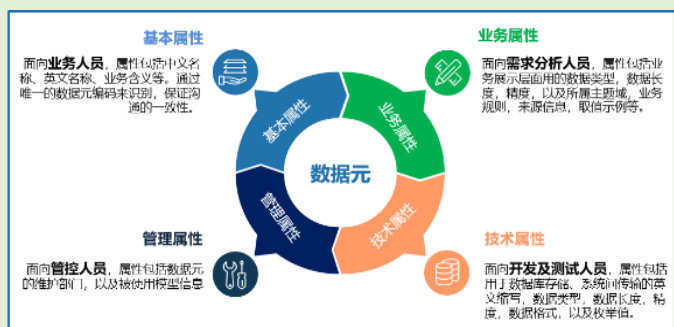 基本属性
面向业务人员，属性包括中文名
称、英文名称、业务含义等。通过
唯一的数据元编码来识别，保证沟
通的一致性。
业务属性
面向需求分析人员，属性包括业
务展示层面用的数据类型，数据长
度，精度，以及所属主题域，业务
规则，来源信息，取值示例等。
基本属性
业务属性
数据元
管理属性
技术属性
管理属性
面向管控人员，属性包括数据元
的维护部门，以及被使用模型信息
技术属性
面向开发及测试人员，属性包括
用于数据库存储、系统间传输的英
文缩写，数据类型，数据长度，精
度，数据格式，以及枚举值。